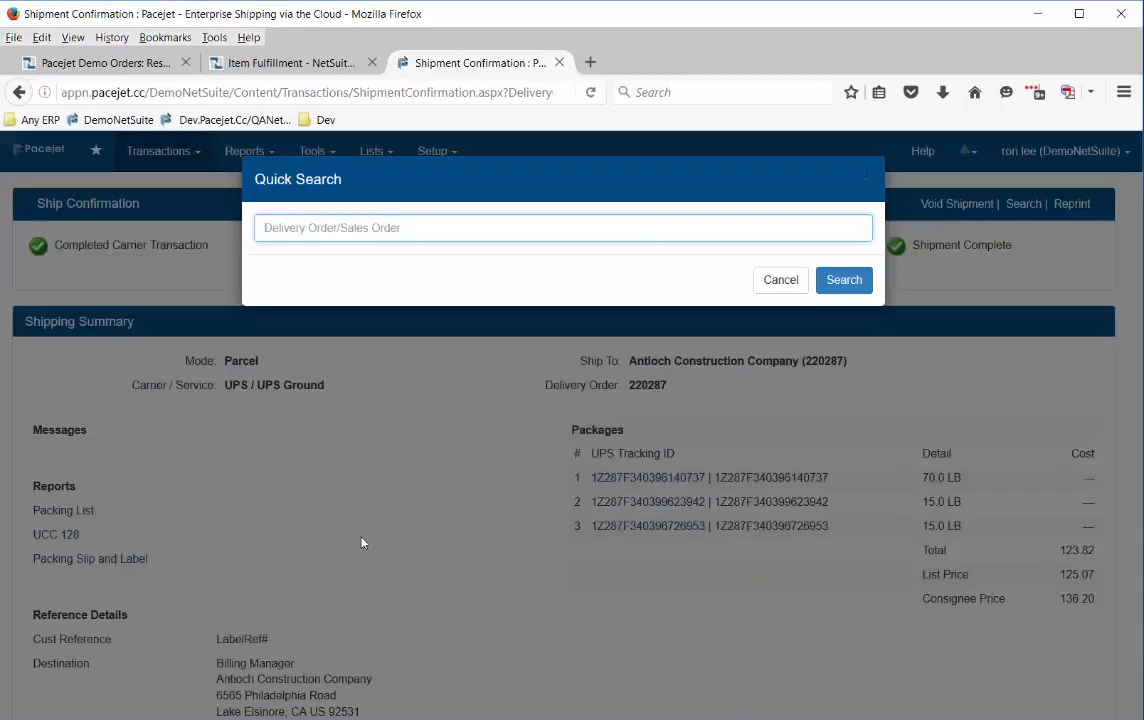 Shipment Confirmation : Pacejet - Enterprise Shipping via the Cloud - Mozilla Firefox
File Edit View History Bookmarks Tools Help
Pacejet Demo Orders: Res... Item Fulfillment - NetSuit... Shipment Confirmation : P...
appn.pacejet.cc/DemoNetSuite/Content/Transactions/ShipmentConfirmation.aspx?Delivery Search
Any ERP DemoNetSuite Dev.Pacejet.Cc/QANet... Dev
Pacejet Transactions Reports Tools Lists Setup Help ron.lee (DemoNetSuite)
Quick Search
Delivery Order/Sales Order
Cancel Search
Ship Confirmation Void Shipment | Search | Reprint
Completed Carrier Transaction Shipment Complete
Shipping Summary
Mode: Parcel Ship To: Antioch Construction Company (220287)
Carrier / Service: UPS / UPS Ground Delivery Order: 220287
Messages Packages
# UPS Tracking ID Detail Cost
1 1Z287F340396140737 | 1Z287F340396140737 70.0 LB ---
2 1Z287F340399623942 | 1Z287F340399623942 15.0 LB ---
3 1Z287F340396726953 | 1Z287F340396726953 15.0 LB ---
Total 123.82
List Price 125.07
Consignee Price 136.20
Reports
Packing List
UCC 128
Packing Slip and Label
Reference Details
Cust Reference LabelRef#
Destination Billing Manager
Antioch Construction Company
6565 Philadelphia Road
Lake Elsinore, CA US 92531